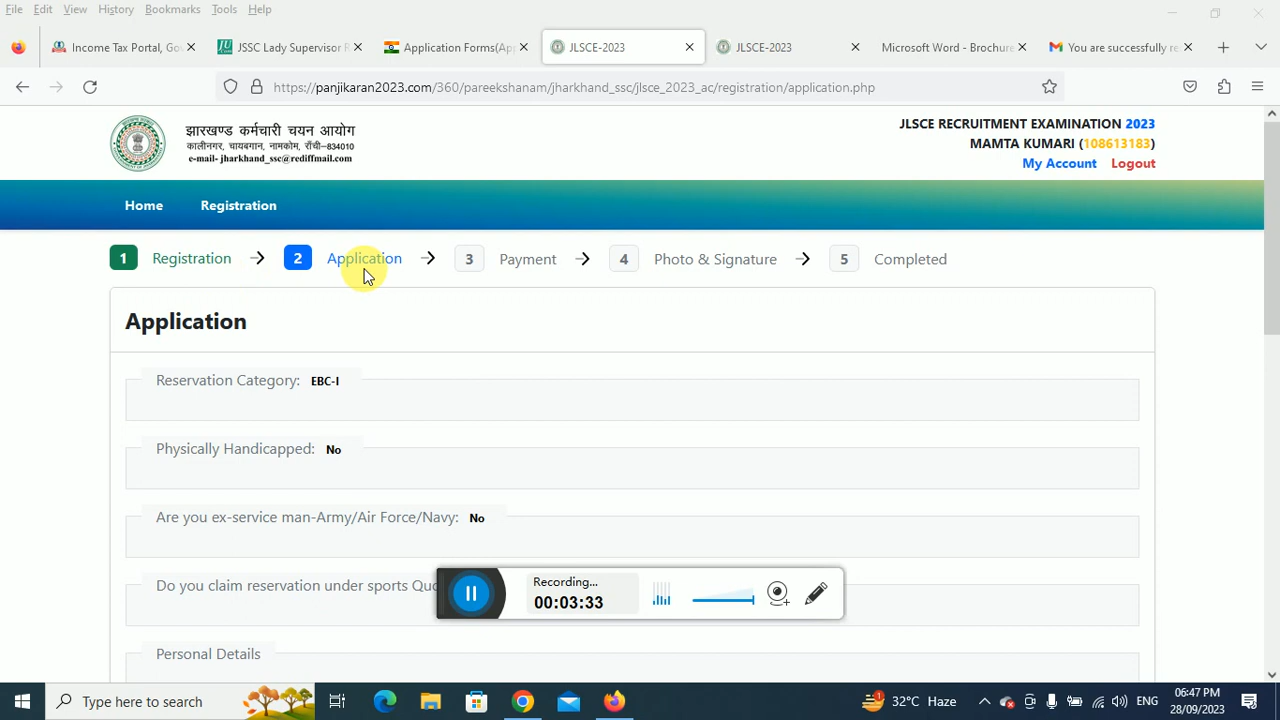 File Edit View History Bookmarks Tools Help
Income Tax Portal, Go JSSC Lady Supervisor R Application Forms(Ap JLSCE-2023 JLSCE-2023 Microsoft Word - Brochure You are successfully re
https://panjikaran2023.com/360/pareekshanam/jharkhand_ssc/jlsce_2023_ac/registration/application.php
झारखण्ड कर्मचारी चयन आयोग
कालीनगर, चायबगान, नामकोम, राँची-834010
e-mail- jharkhand_ssc@rediffmail.com
JLSCE RECRUITMENT EXAMINATION 2023
MAMTA KUMARI (108613183)
My Account Logout
Home Registration
1 Registration 2 Application 3 Payment 4 Photo & Signature 5 Completed
Application
Reservation Category: EBC-I
Physically Handicapped: No
Are you ex-service man-Army/Air Force/Navy: No
Do you claim reservation under sports Quo
Recording...
00:03:33
Personal Details
Type here to search
1
32°C Haze
ENG
06:47 PM
28/09/2023